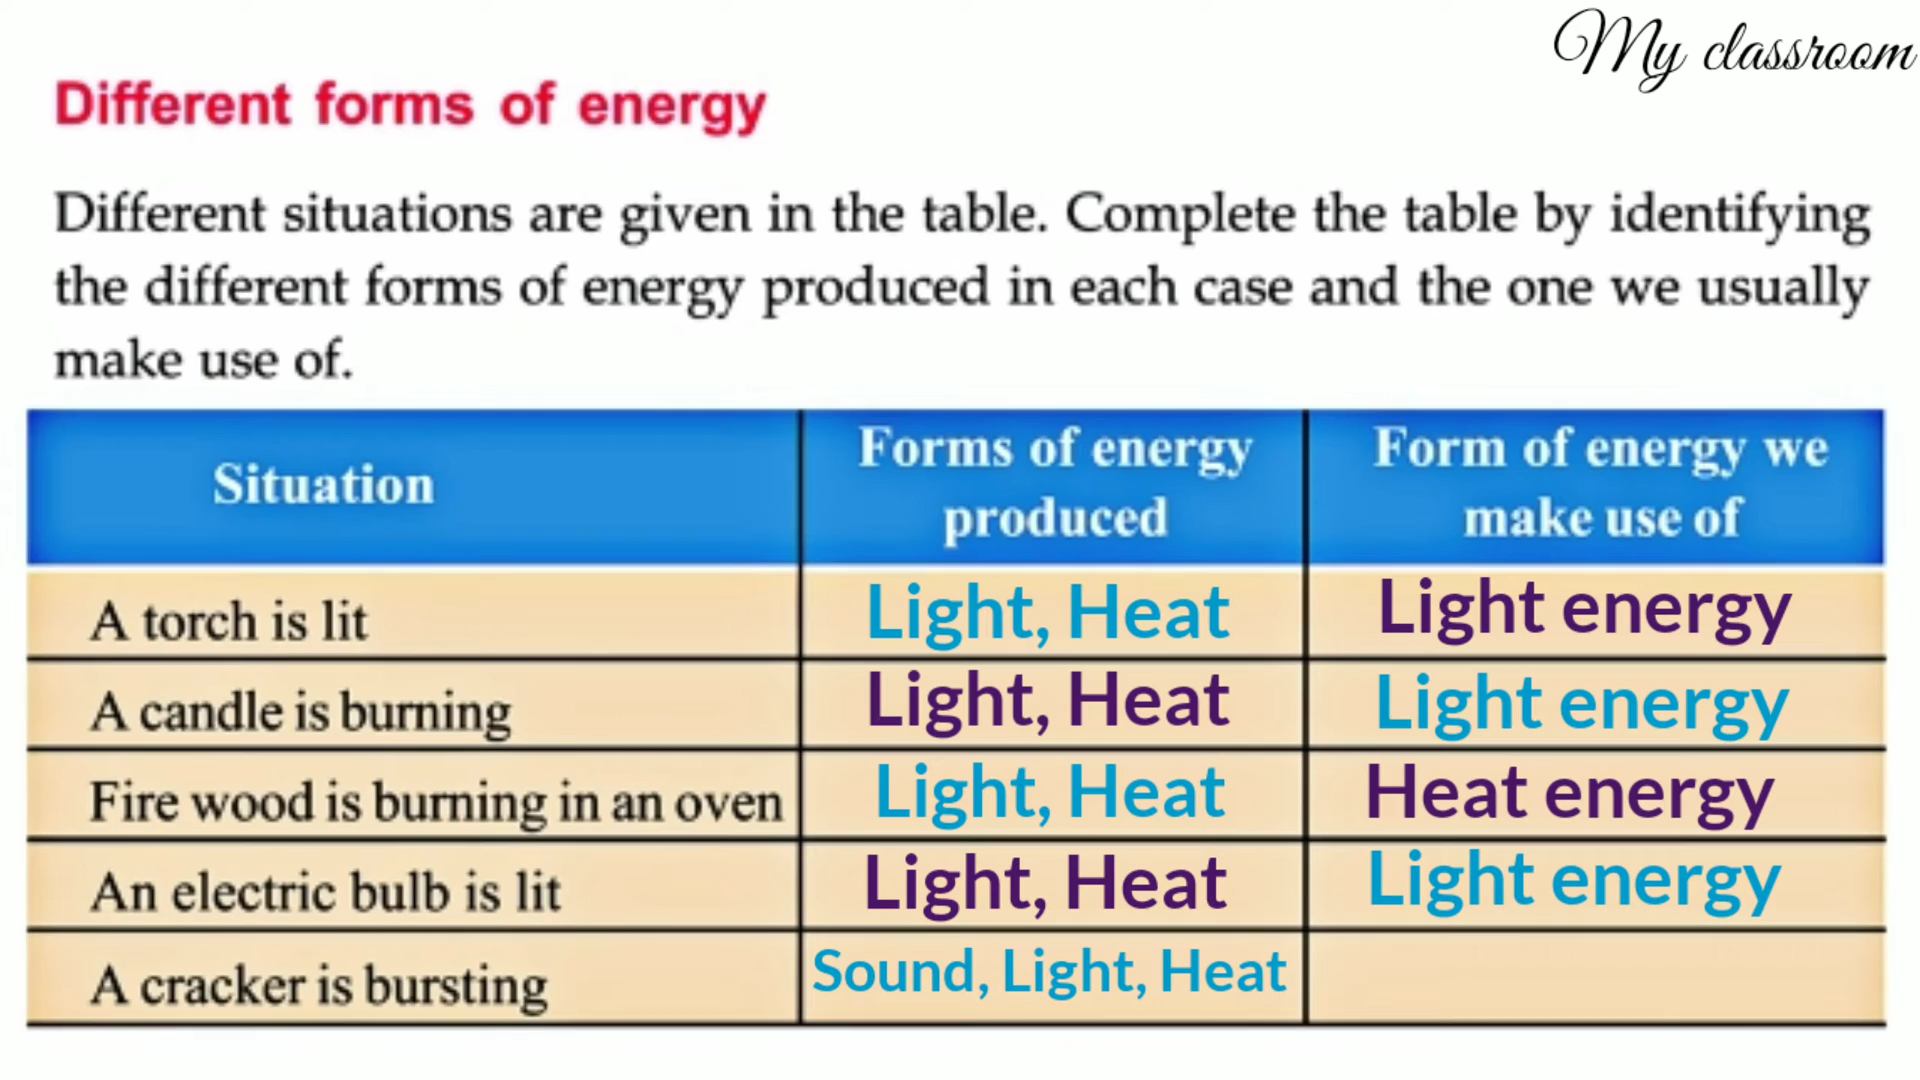 My classroom
Different forms of energy
Different situations are given in the table. Complete the table by identifying
the different forms of energy produced in each case and the one we usually
make use of.
Situation
Forms of energy
produced
Form of energy we
make use of
A torch is lit
Light, Heat
Light energy
A candle is burning
Light, Heat
Light energy
Fire wood is burning in an oven
Light, Heat
Heat energy
An electric bulb is lit
Light, Heat
Light energy
A cracker is bursting
Sound, Light, Heat